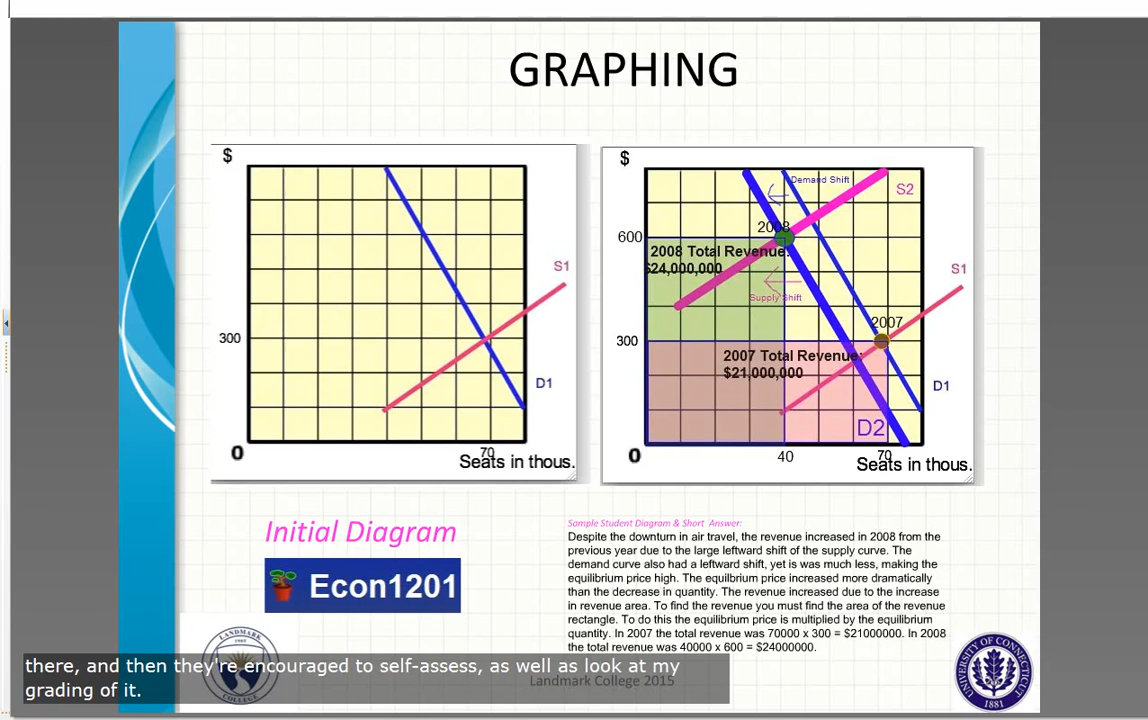 GRAPHING
$
S1
300
D1
0
70
Seats in thous.
$
Demand Shift
S2
2008
600
2008 Total Revenue:
$24,000,000
Supply Shift
S1
2007
300
2007 Total Revenue:
$21,000,000
D1
D2
0
40
70
Seats in thous.
Initial Diagram
Econ1201
Sample Student Diagram & Short Answer:
Despite the downturn in air travel, the revenue increased in 2008 from the
previous year due to the large leftward shift of the supply curve. The
demand curve also had a leftward shift, yet is was much less, making the
equilibrium price high. The equilbrium price increased more dramatically
than the decrease in quantity. The revenue increased due to the increase
in revenue area. To find the revenue you must find the area of the revenue
rectangle. To do this the equilibrium price is multiplied by the equilibrium
quantity. In 2007 the total revenue was 70000 x 300 = $21000000. In 2008
the total revenue was 40000 x 600 = $24000000.
LANDMARK
COLLEGE
there, and then they're encouraged to self-assess, as well as look at my
grading of it.
Landmark College 2015
UNIVERSITY OF CONNECTICUT
1881